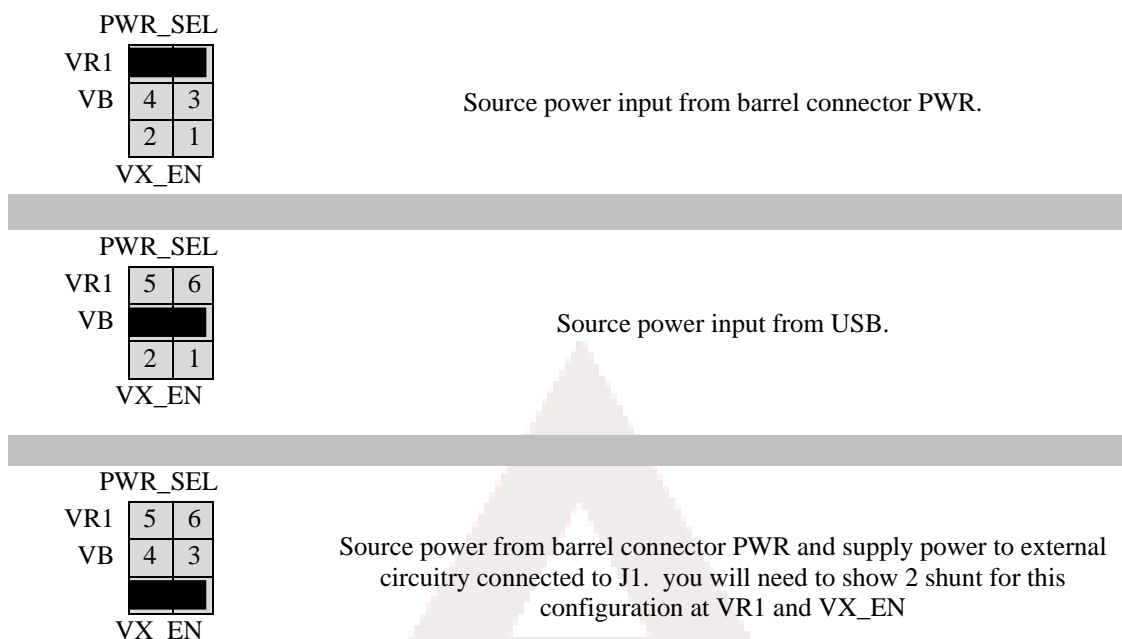 PWR_SEL
VR1
VB 4 3
2 1
VX_EN
Source power input from barrel connector PWR.
PWR_SEL
VR1 5 6
VB
2 1
VX_EN
Source power input from USB.
PWR_SEL
VR1 5 6
VB 4 3
VX_EN
Source power from barrel connector PWR and supply power to external
circuitry connected to J1. you will need to show 2 shunt for this
configuration at VR1 and VX_EN